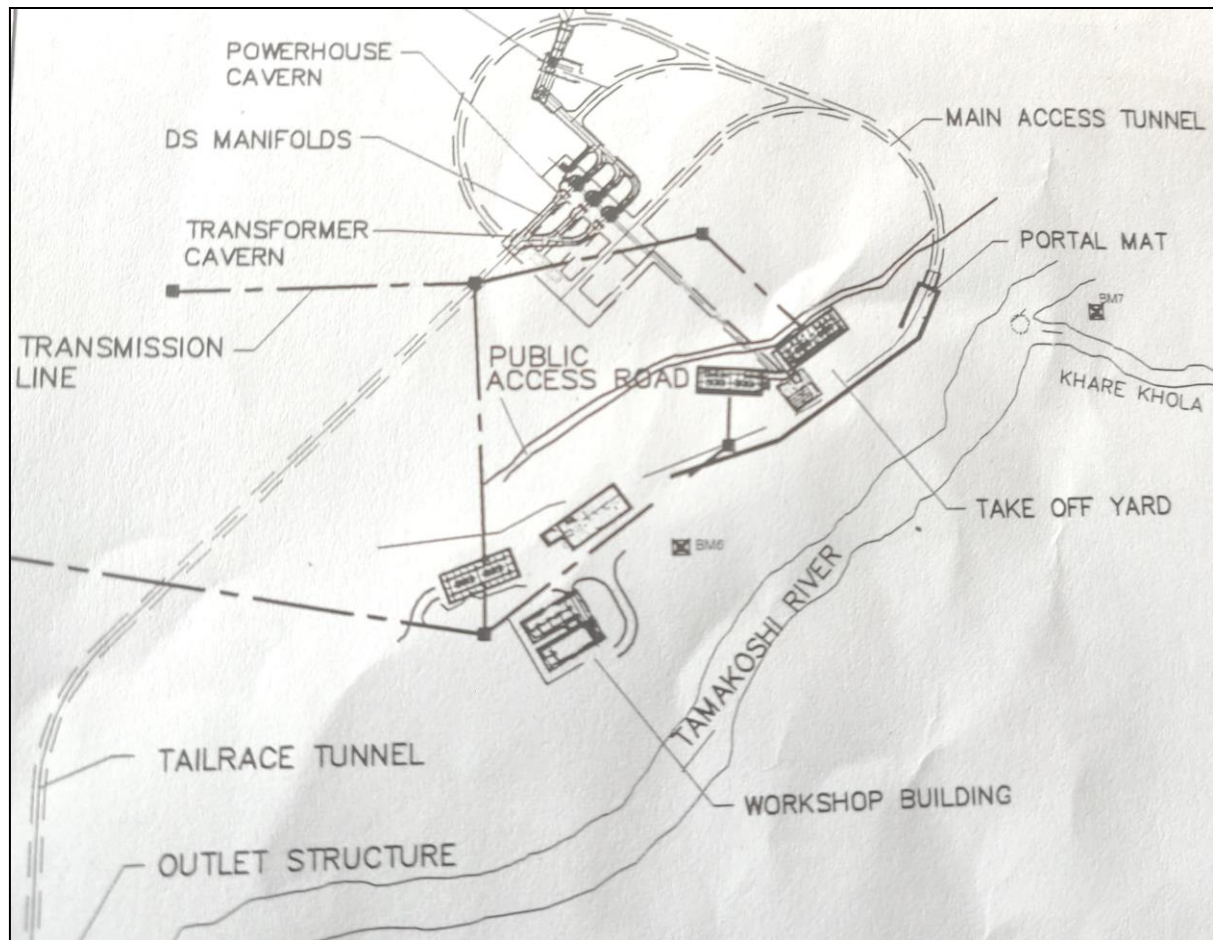 POWERHOUSE
CAVERN
DS MANIFOLDS
MAIN ACCESS TUNNEL
TRANSFORMER
CAVERN
PORTAL MAT
BM7
TRANSMISSION
LINE
PUBLIC
ACCESS ROAD
KHARE KHOLA
TAKE OFF YARD
BM6
TAMAKOSHI RIVER
TAILRACE TUNNEL
WORKSHOP BUILDING
OUTLET STRUCTURE